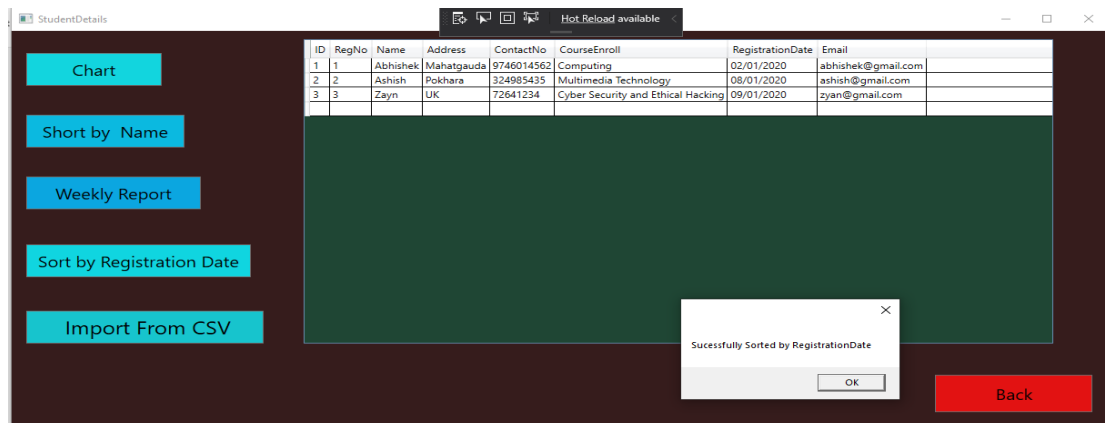 StudentDetails
Hot Reload available
Chart
Short by  Name
Weekly Report
Sort by Registration Date
Import From CSV
ID RegNo Name Address ContactNo CourseEnroll RegistrationDate Email
1 1 Abhishek Mahatgauda 9746014562 Computing 02/01/2020 abhishek@gmail.com
2 2 Ashish Pokhara 324985435 Multimedia Technology 08/01/2020 ashish@gmail.com
3 3 Zayn UK 72641234 Cyber Security and Ethical Hacking 09/01/2020 zyan@gmail.com
Sucessfully Sorted by RegistrationDate
OK
Back